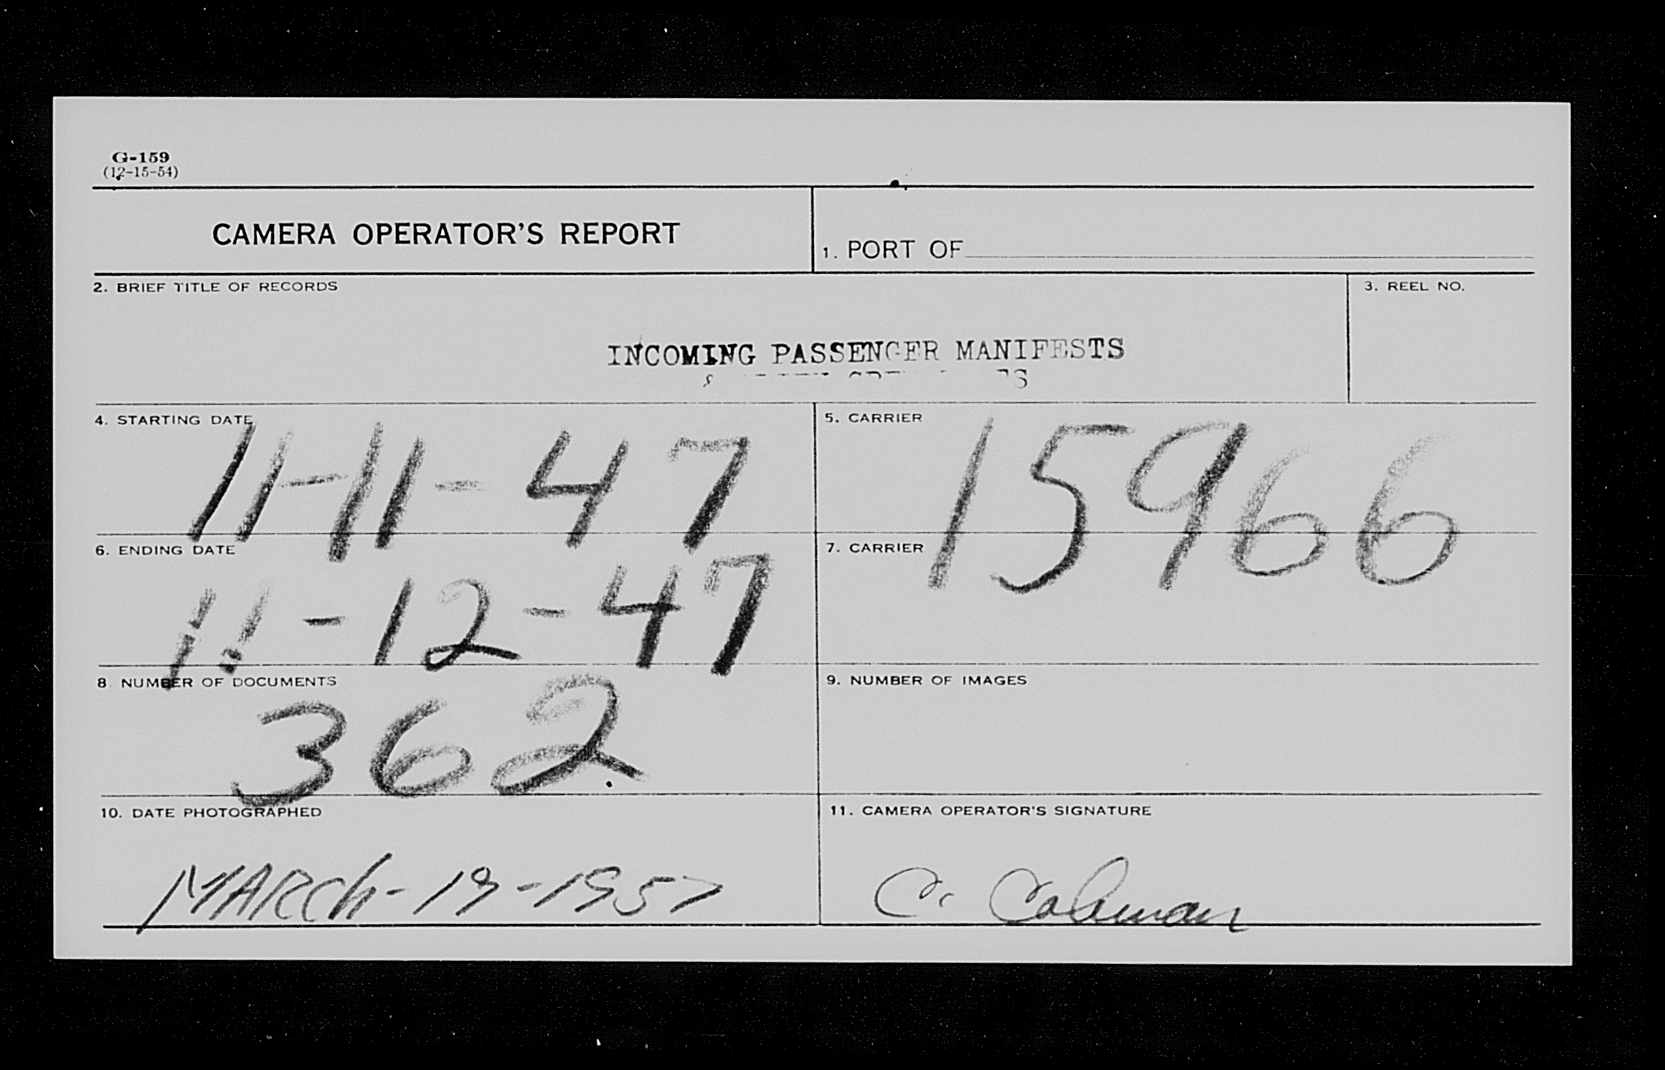 G-159
(12-15-54)
CAMERA OPERATOR'S REPORT
1. PORT OF
2. BRIEF TITLE OF RECORDS
3. REEL NO.
INCOMING PASSENGER MANIFESTS
4. STARTING DATE
11-11-47
5. CARRIER
15966
6. ENDING DATE
11-12-47
7. CARRIER
8 NUMBER OF DOCUMENTS
362
9. NUMBER OF IMAGES
10. DATE PHOTOGRAPHED
MARCh-19-1957
11. CAMERA OPERATOR'S SIGNATURE
C. Coleman